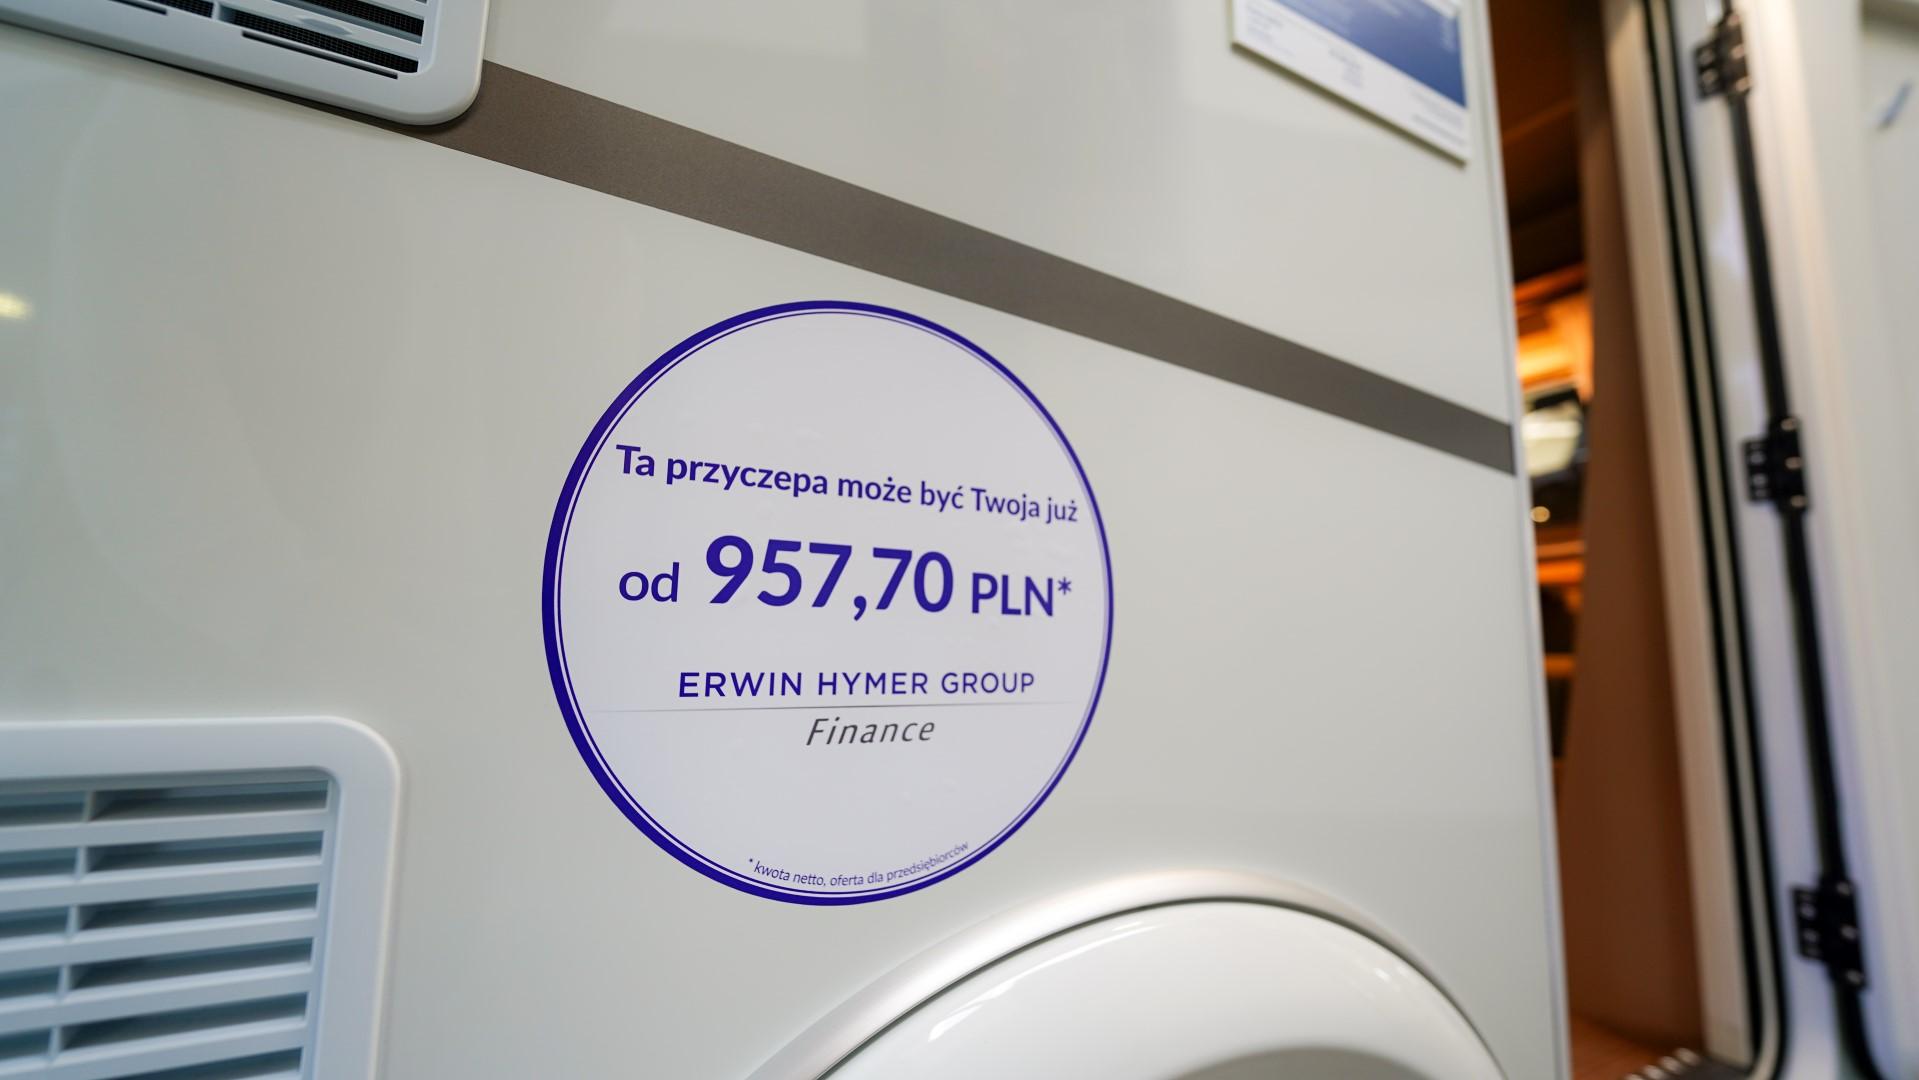 Ta przyczepa może być Twoja już
od 957,70 PLN*
ERWIN HYMER GROUP
Finance
* kwota netto, oferta dla przedsiębiorców